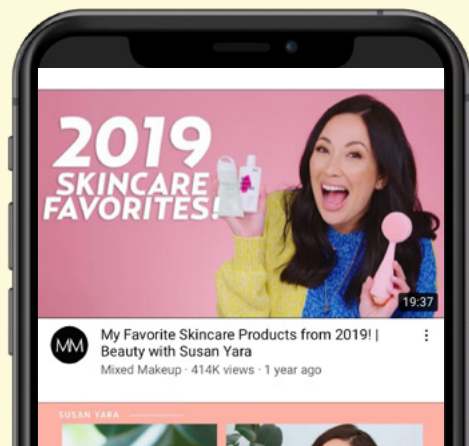 2019
SKINCARE
FAVORITES!
19:37
MM
My Favorite Skincare Products from 2019! |
Beauty with Susan Yara
Mixed Makeup · 414K views · 1 year ago
SUSAN YARA